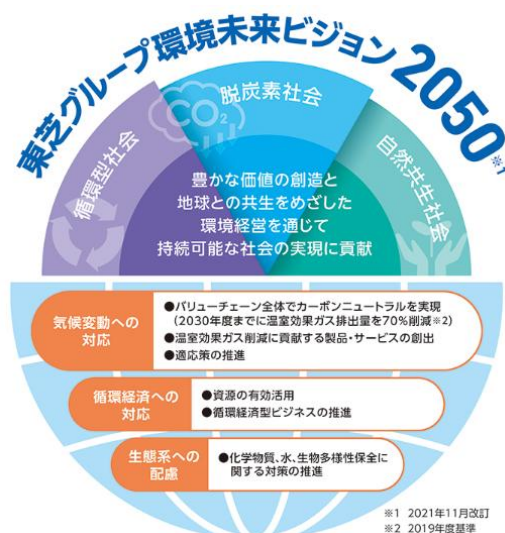 東芝グループ環境未来ビジョン2050※1
循環型社会
CO2
脱炭素社会
自然共生社会
豊かな価値の創造と
地球との共生をめざした
環境経営を通じて
持続可能な社会の実現に貢献
気候変動への
対応
●バリューチェーン全体でカーボンニュートラルを実現
(2030年度までに温室効果ガス排出量を70%削減※2)
●温室効果ガス削減に貢献する製品・サービスの創出
●適応策の推進
循環経済への
対応
●資源の有効活用
●循環経済型ビジネスの推進
生態系への
配慮
●化学物質、水、生物多様性保全に
関する対策の推進
※1 2021年11月改訂
※2 2019年度基準